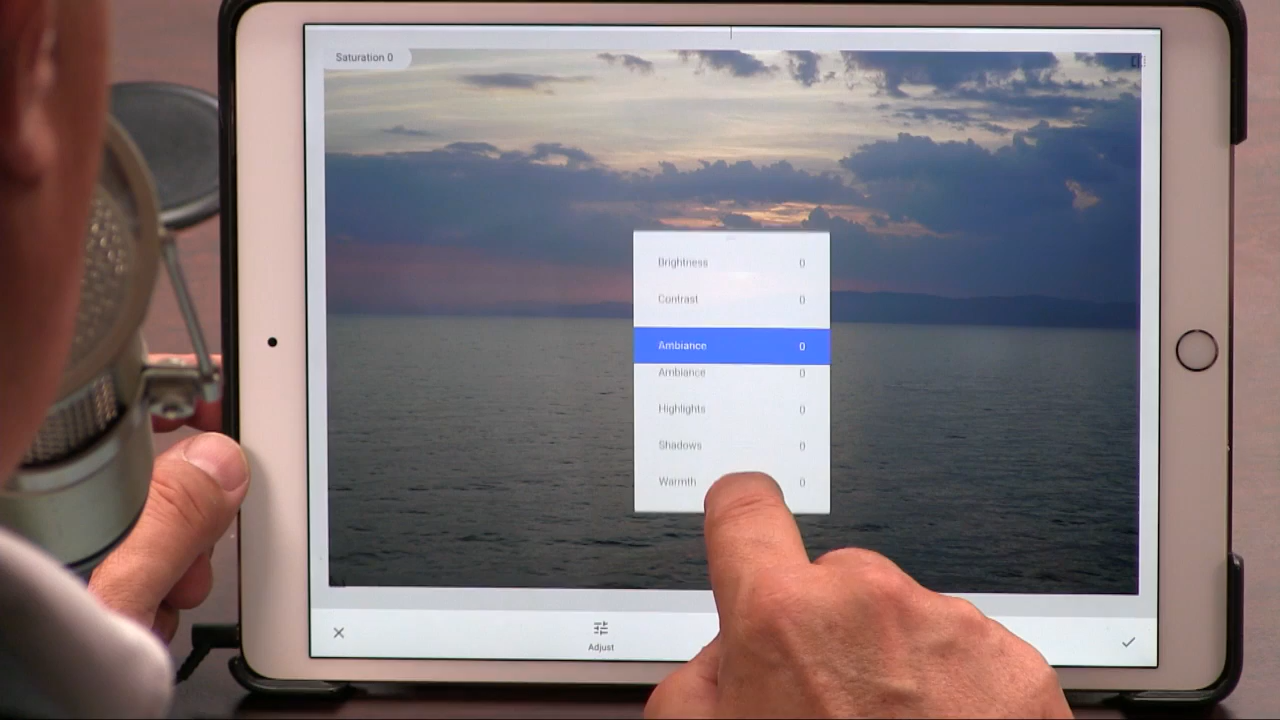 Saturation 0
Brightness 0
Contrast 0
Ambiance 0
Ambiance 0
Highlights 0
Shadows 0
Warmth 0
Adjust